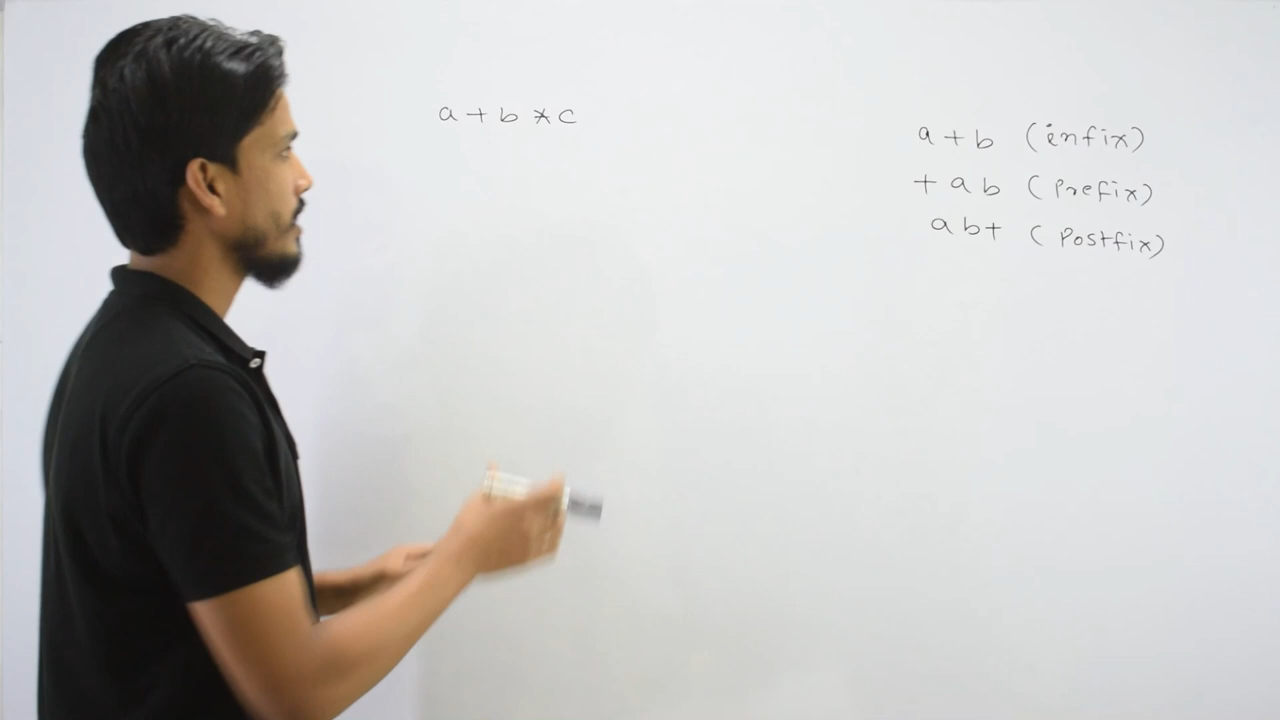 a + b * c
a + b (infix)
+ a b (Prefix)
a b + (Postfix)